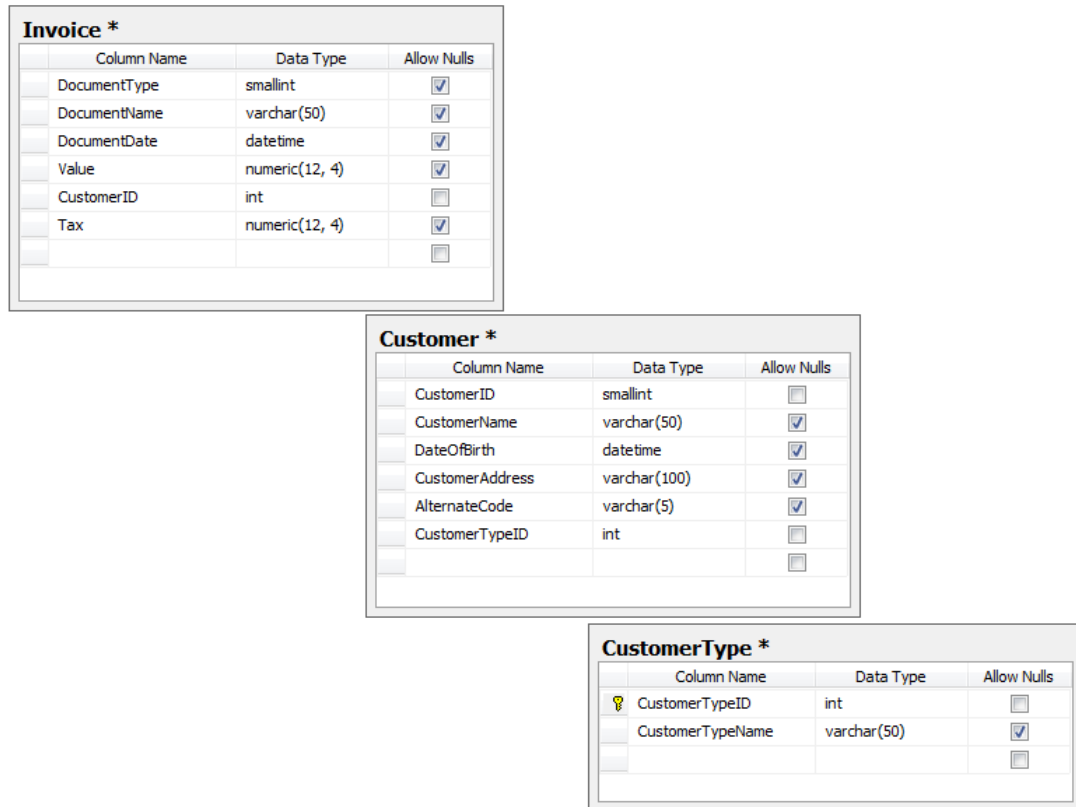 Invoice *
Column Name Data Type Allow Nulls
DocumentType smallint
DocumentName varchar(50)
DocumentDate datetime
Value numeric(12, 4)
CustomerID int
Tax numeric(12, 4)
Customer *
Column Name Data Type Allow Nulls
CustomerID smallint
CustomerName varchar(50)
DateOfBirth datetime
CustomerAddress varchar(100)
AlternateCode varchar(5)
CustomerTypeID int
CustomerType *
Column Name Data Type Allow Nulls
CustomerTypeID int
CustomerTypeName varchar(50)